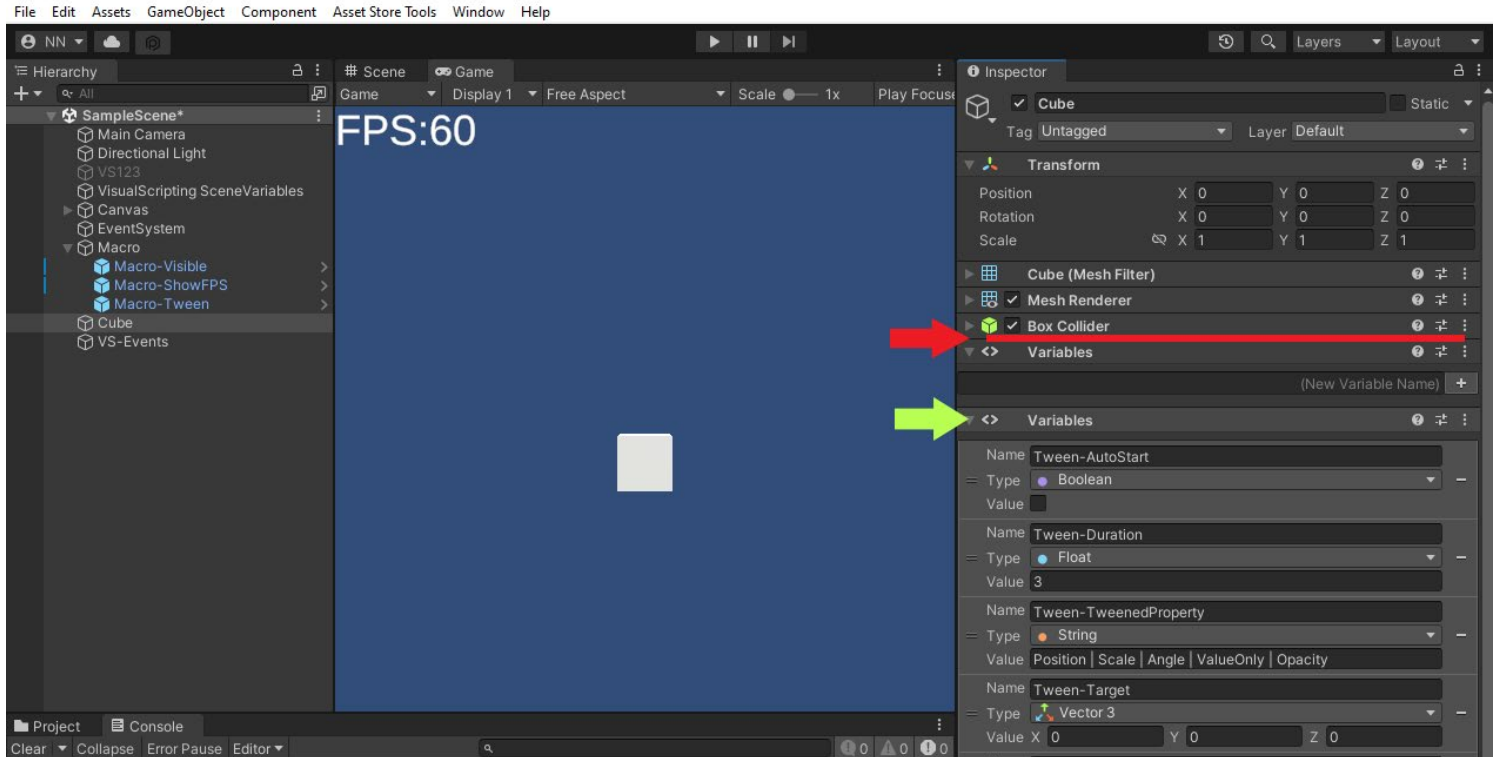 File Edit Assets GameObject Component Asset Store Tools Window Help
NN Layers Layout
Hierarchy
All
SampleScene*
Main Camera
Directional Light
VS123
VisualScripting SceneVariables
Canvas
EventSystem
Macro
Macro-Visible
Macro-ShowFPS
Macro-Tween
Cube
VS-Events
Scene Game
Game Display 1 Free Aspect Scale 1x Play Focuse
FPS:60
Inspector
Cube Static
Tag Untagged Layer Default
Transform
Position X 0 Y 0 Z 0
Rotation X 0 Y 0 Z 0
Scale X 1 Y 1 Z 1
Cube (Mesh Filter)
Mesh Renderer
Box Collider
Variables
(New Variable Name) +
Variables
Name Tween-AutoStart
Type Boolean
Value
Name Tween-Duration
Type Float
Value 3
Name Tween-TweenedProperty
Type String
Value Position | Scale | Angle | ValueOnly | Opacity
Name Tween-Target
Type Vector 3
Value X 0 Y 0 Z 0
Project Console
Clear Collapse Error Pause Editor 0 0 0